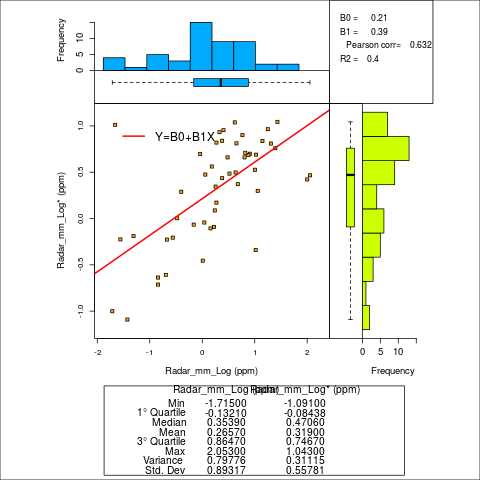 B0 = 0.21
B1 = 0.39
Pearson corr= 0.632
R2 = 0.4
Frequency
0 5 10
Y=B0+B1X
Radar_mm_Log* (ppm)
-1.0 0.0 0.5 1.0
-2 -1 0 1 2
Radar_mm_Log (ppm)
0 5 10
Frequency
Radar_mm_Log (ppm) Radar_mm_Log* (ppm)
Min -1.71500 -1.09100
1° Quartile -0.13210 -0.08438
Median 0.35390 0.47060
Mean 0.26570 0.31900
3° Quartile 0.86470 0.74670
Max 2.05300 1.04300
Variance 0.79776 0.31115
Std. Dev 0.89317 0.55781